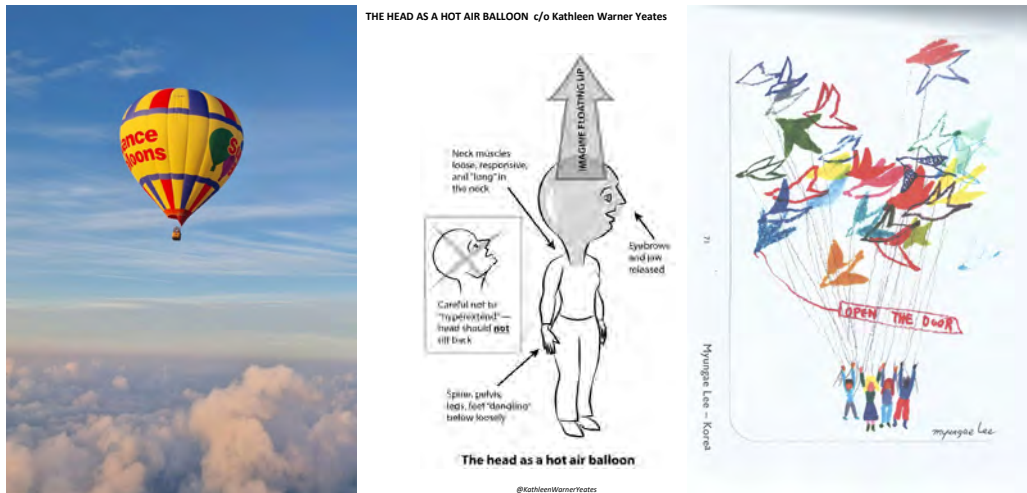 THE HEAD AS A HOT AIR BALLOON c/o Kathleen Warner Yeates
ance
loons
S
IMAGINE FLOATING UP
Neck muscles
loose, responsive,
and "long" in
the neck
Eyebrows
and jaw
released
Careful not to
"hyperextend"—
head should not
tilt back
Spine, pelvis,
legs, feet "dangling"
below loosely
The head as a hot air balloon
@KathleenWarnerYeates
71
Myungae Lee – Korea
OPEN THE DOOR
myungae Lee